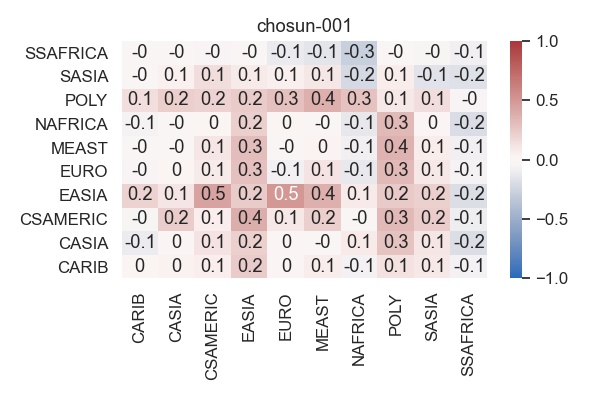 chosun-001
SSAFRICA -0 -0 -0 -0 -0.1 -0.1 -0.3 -0 -0 -0.1
SASIA -0 0.1 0.1 0.1 0.1 0.1 -0.2 0.1 -0.1 -0.2
POLY 0.1 0.2 0.2 0.2 0.3 0.4 0.3 0.1 0.1 -0
NAFRICA -0.1 -0 0 0.2 0 -0 -0.1 0.3 0 -0.2
MEAST -0 -0 0.1 0.3 -0 0 -0.1 0.4 0.1 -0.1
EURO -0 0 0.1 0.3 -0.1 0.1 -0.1 0.3 0.1 -0.1
EASIA 0.2 0.1 0.5 0.2 0.5 0.4 0.1 0.2 0.2 -0.2
CSAMERIC -0 0.2 0.1 0.4 0.1 0.2 -0 0.3 0.2 -0.1
CASIA -0.1 0 0.1 0.2 0 -0 0.1 0.3 0.1 -0.2
CARIB 0 0 0.1 0.2 0 0.1 -0.1 0.1 0.1 -0.1
CARIB CASIA CSAMERIC EASIA EURO MEAST NAFRICA POLY SASIA SSAFRICA
1.0
0.5
0.0
−0.5
−1.0